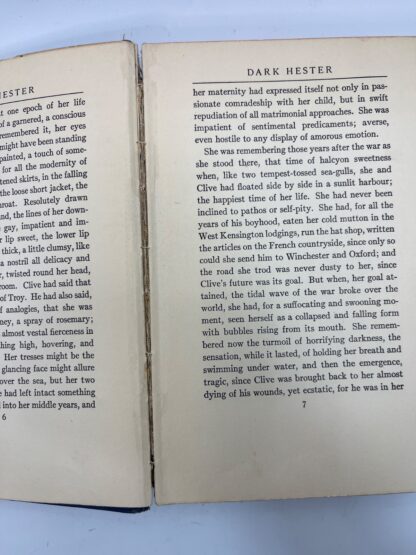 HESTER
t one epoch of her life
of a garnered, a conscious
remembered it, her eyes
might have been standing
painted, a touch of some-
for all the modernity of
tened skirts, in the falling
the loose short jacket, the
hroat. Resolutely drawn
nd, the lines of her down-
e gay, impatient and im-
r lip sweet, the lower lip
thick, a little clumsy, like
a nostril all delicacy and
r, twisted round her head,
room. Clive had said that
of Troy. He had also said,
f analogies, that she was
ney, a spray of rosemary;
almost vestal fierceness in
hing high, hovering, and
Her tresses might be the
glancing face might allure
over the sea, but her two
e had left intact something
d into her middle years, and
6
DARK HESTER
her maternity had expressed itself not only in pas-
sionate comradeship with her child, but in swift
repudiation of all matrimonial approaches. She was
impatient of sentimental predicaments; averse,
even hostile to any display of amorous emotion.
She was remembering those years after the war as
she stood there, that time of halcyon sweetness
when, like two tempest-tossed sea-gulls, she and
Clive had floated side by side in a sunlit harbour;
the happiest time of her life. She had never been
inclined to pathos or self-pity. She had, for all the
years of his boyhood, eaten her cold mutton in the
West Kensington lodgings, run the hat shop, written
the articles on the French countryside, since only so
could she send him to Winchester and Oxford; and
the road she trod was never dusty to her, since
Clive's future was its goal. But when, her goal at-
tained, the tidal wave of the war broke over the
world, she had, for a suffocating and swooning mo-
ment, seen herself as a collapsed and falling form
with bubbles rising from its mouth. She remem-
bered now the turmoil of horrifying darkness, the
sensation, while it lasted, of holding her breath and
swimming under water, and then the emergence,
tragic, since Clive was brought back to her almost
dying of his wounds, yet ecstatic, for he was in her
7